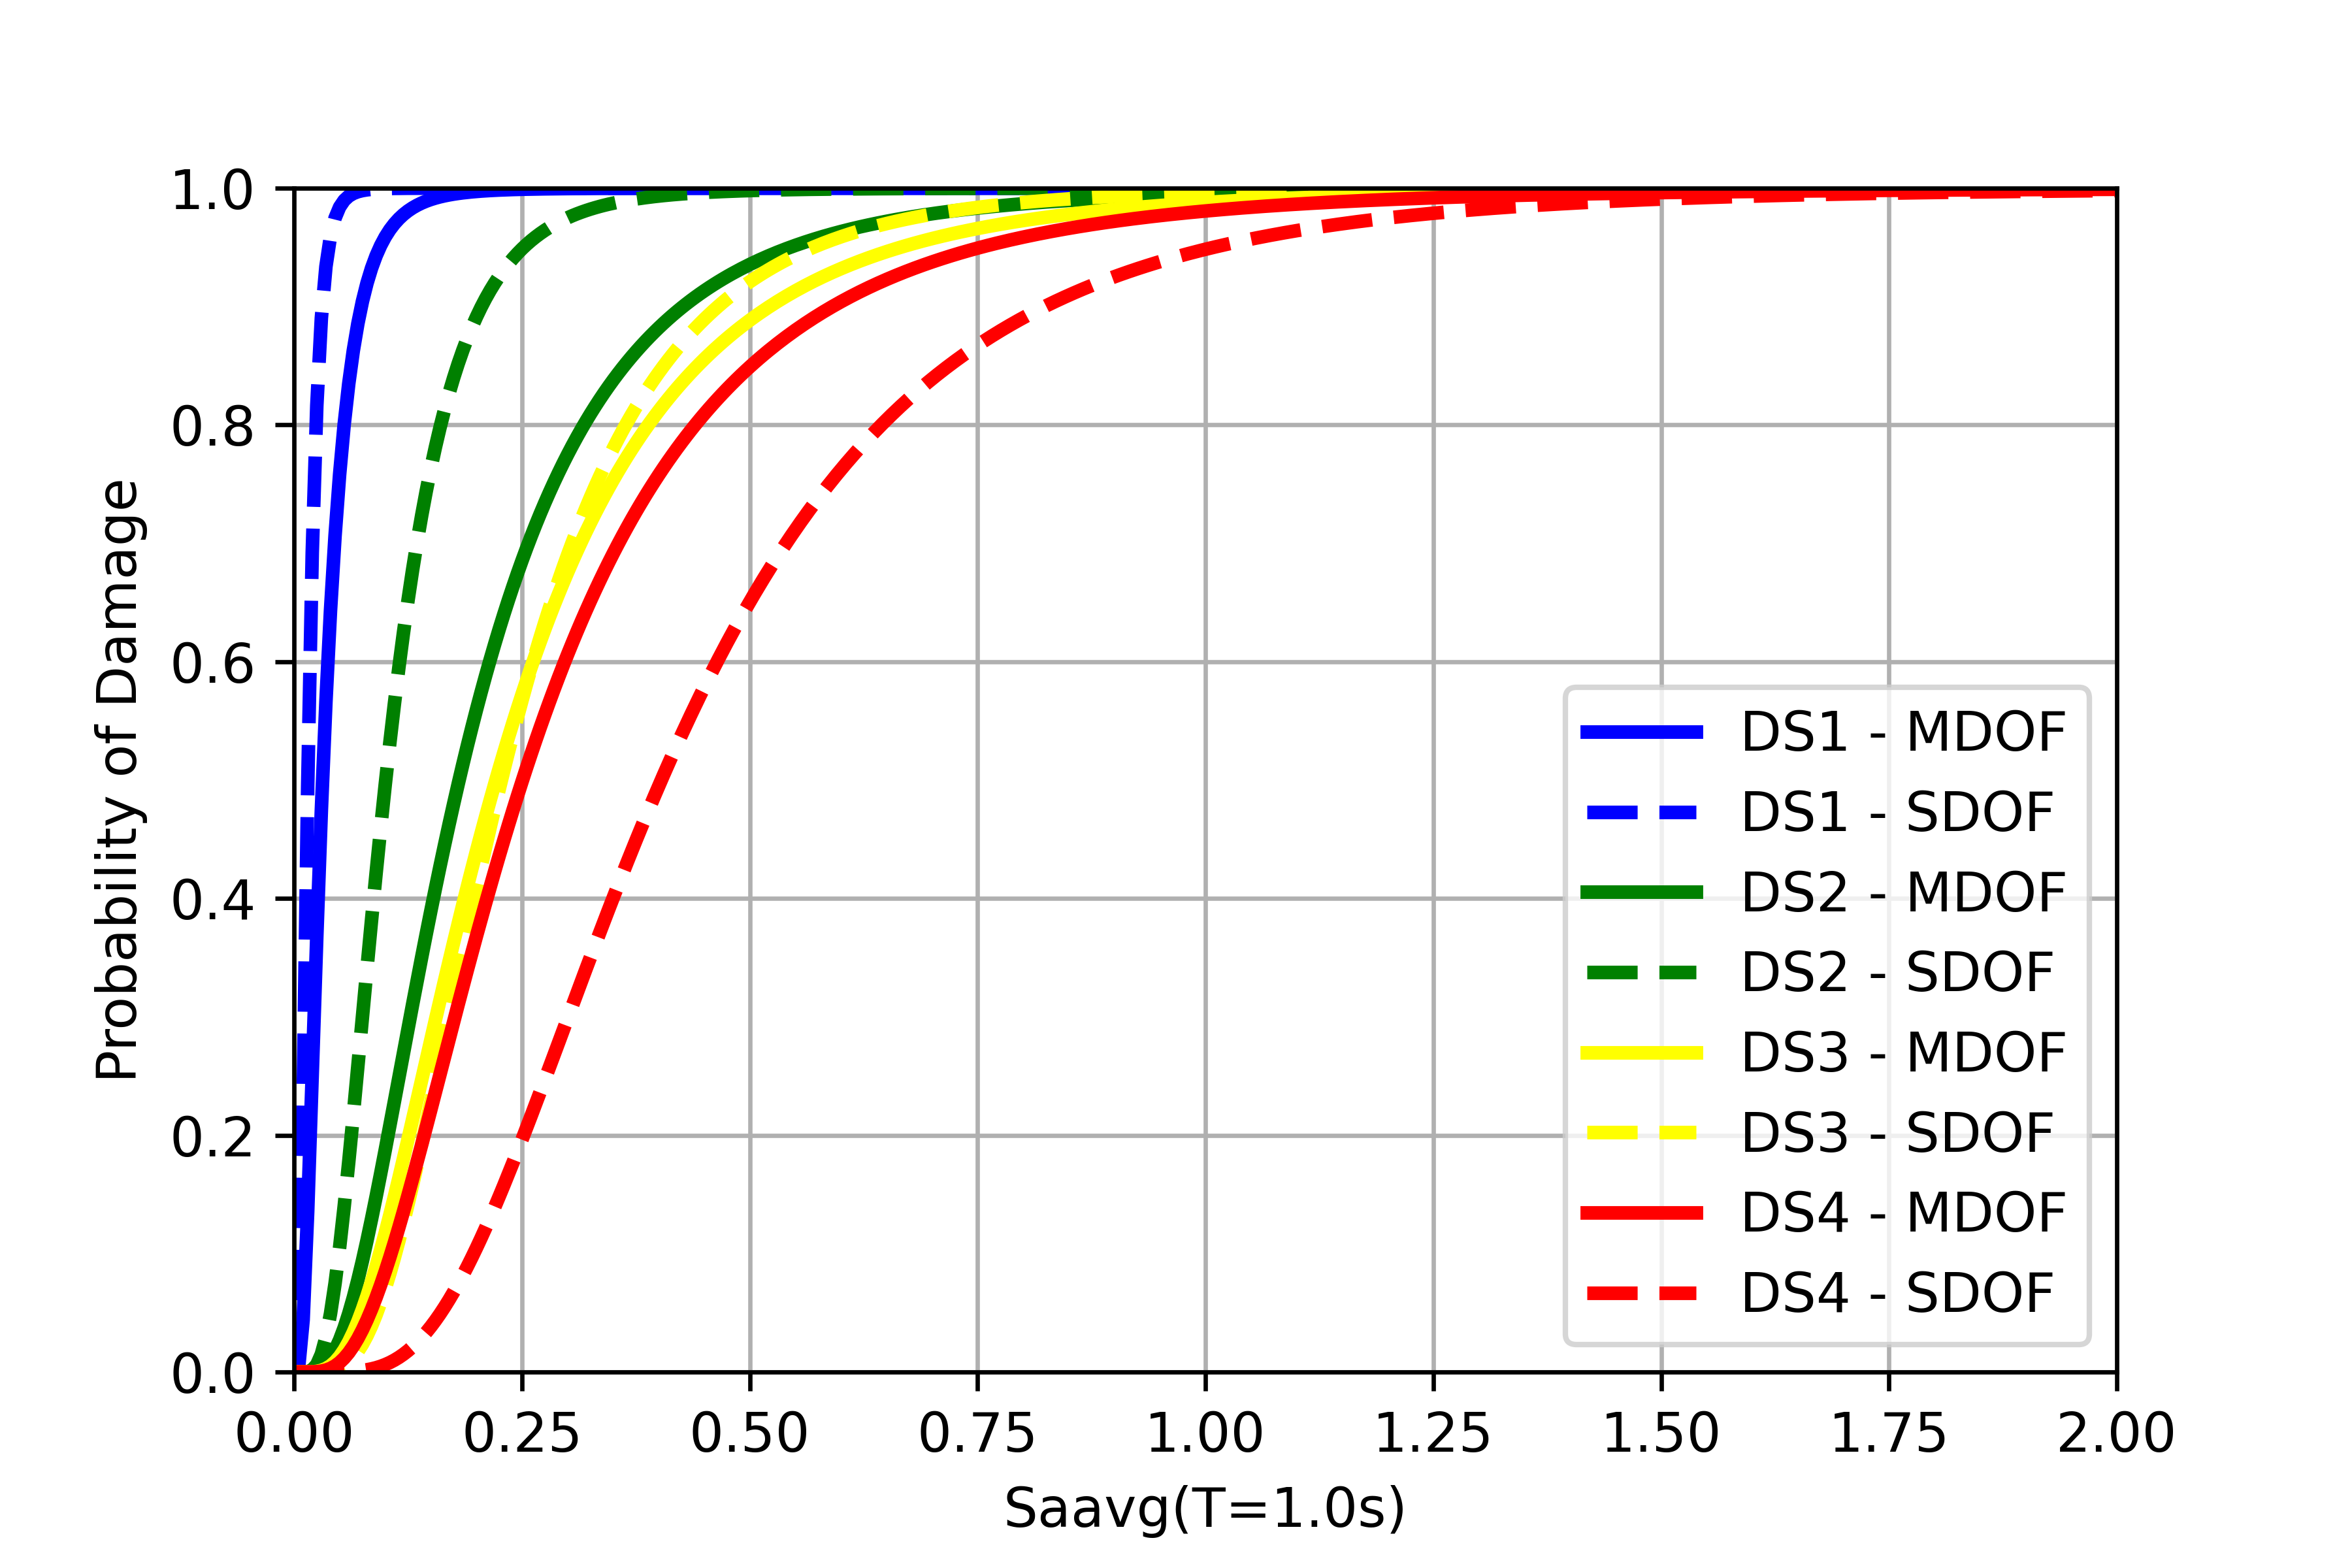 1.0
0.8
0.6
0.4
0.2
0.0
Probability of Damage
0.00 0.25 0.50 0.75 1.00 1.25 1.50 1.75 2.00
Saavg(T=1.0s)
DS1 - MDOF
DS1 - SDOF
DS2 - MDOF
DS2 - SDOF
DS3 - MDOF
DS3 - SDOF
DS4 - MDOF
DS4 - SDOF